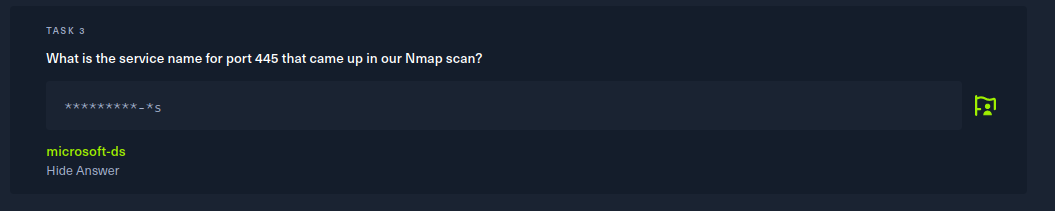 TASK 3
What is the service name for port 445 that came up in our Nmap scan?
*********-*s
microsoft-ds
Hide Answer